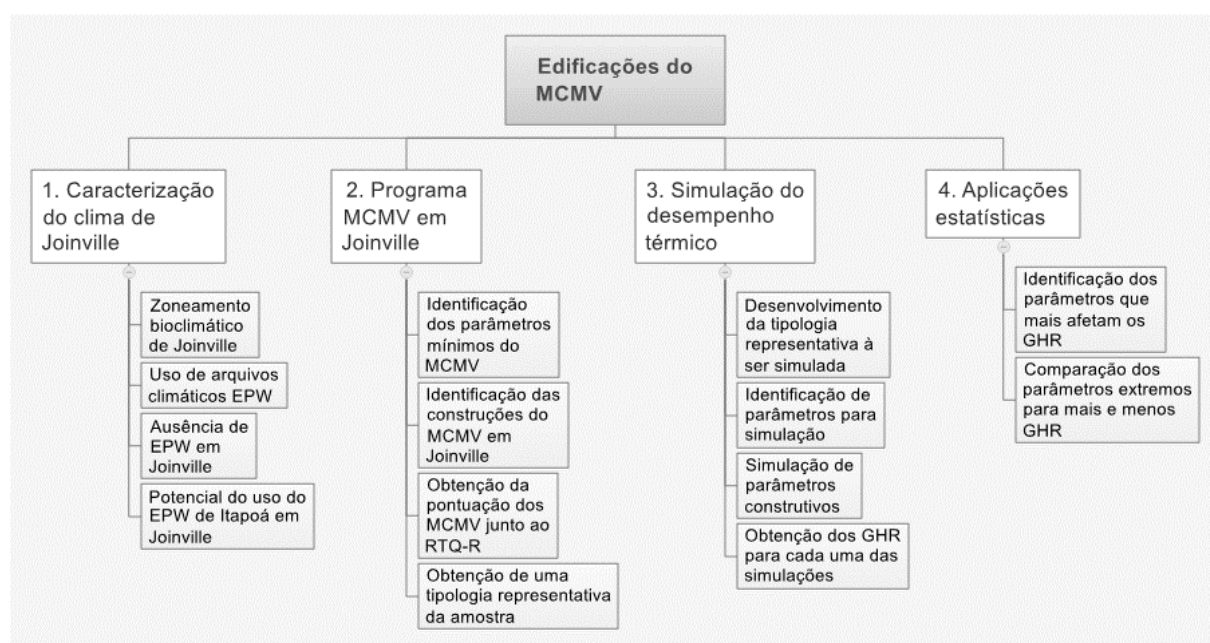 Edificações do
MCMV
1. Caracterização
do clima de
Joinville
Zoneamento
bioclimático
de Joinville
Uso de arquivos
climáticos EPW
Ausência de
EPW em
Joinville
Potencial do uso do
EPW de Itapoá em
Joinville
2. Programa
MCMV em
Joinville
Identificação
dos parâmetros
mínimos do
MCMV
Identificação das
construções do
MCMV em
Joinville
Obtenção da
pontuação dos
MCMV junto ao
RTQ-R
Obtenção de uma
tipologia representativa
da amostra
3. Simulação do
desempenho
térmico
Desenvolvimento
da tipologia
representativa à
ser simulada
Identificação de
parâmetros para
simulação
Simulação de
parâmetros
construtivos
Obtenção dos GHR
para cada uma das
simulações
4. Aplicações
estatísticas
Identificação dos
parâmetros que
mais afetam os
GHR
Comparação dos
parâmetros extremos
para mais e menos
GHR